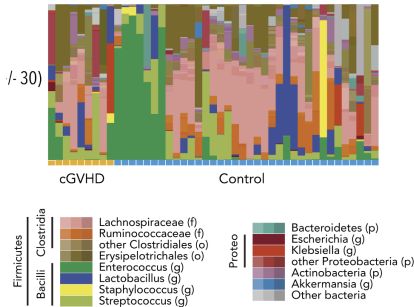 /- 30)
cGVHD
Control
Firmicutes
Clostridia
Bacilli
Lachnospiraceae (f)
Ruminococcaceae (f)
other Clostridiales (o)
Erysipelotrichales (o)
Enterococcus (g)
Lactobacillus (g)
Staphylococcus (g)
Streptococcus (g)
Proteo
Bacteroidetes (p)
Escherichia (g)
Klebsiella (g)
other Proteobacteria (p)
Actinobacteria (p)
Akkermansia (g)
Other bacteria